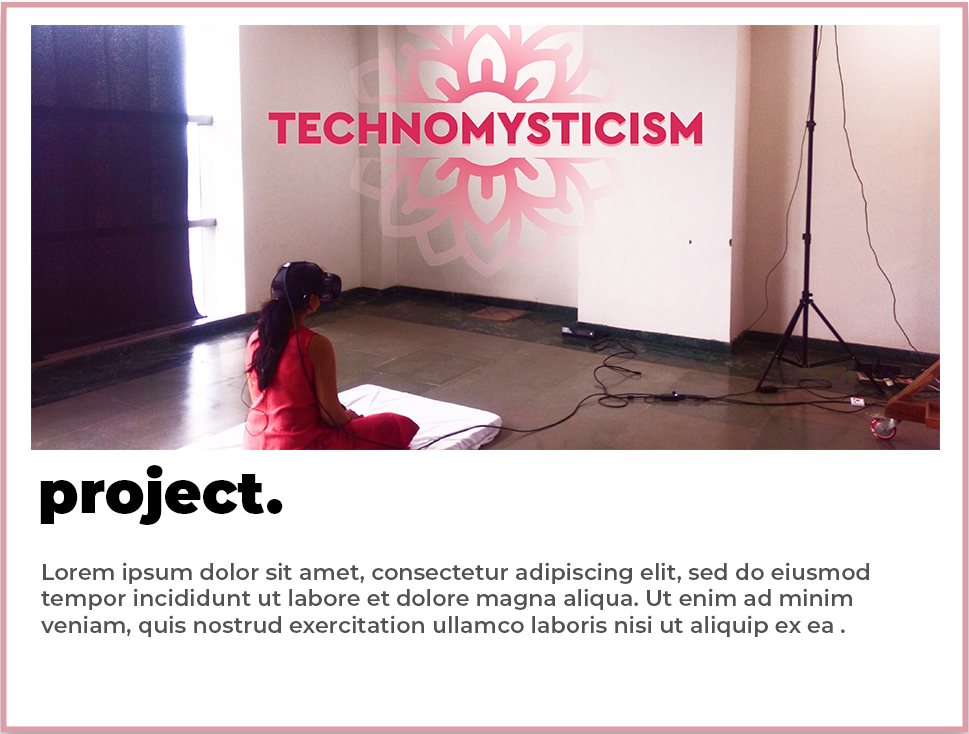 TECHNOMYSTICISM
project.
Lorem ipsum dolor sit amet, consectetur adipiscing elit, sed do eiusmod
tempor incididunt ut labore et dolore magna aliqua. Ut enim ad minim
veniam, quis nostrud exercitation ullamco laboris nisi ut aliquip ex ea .